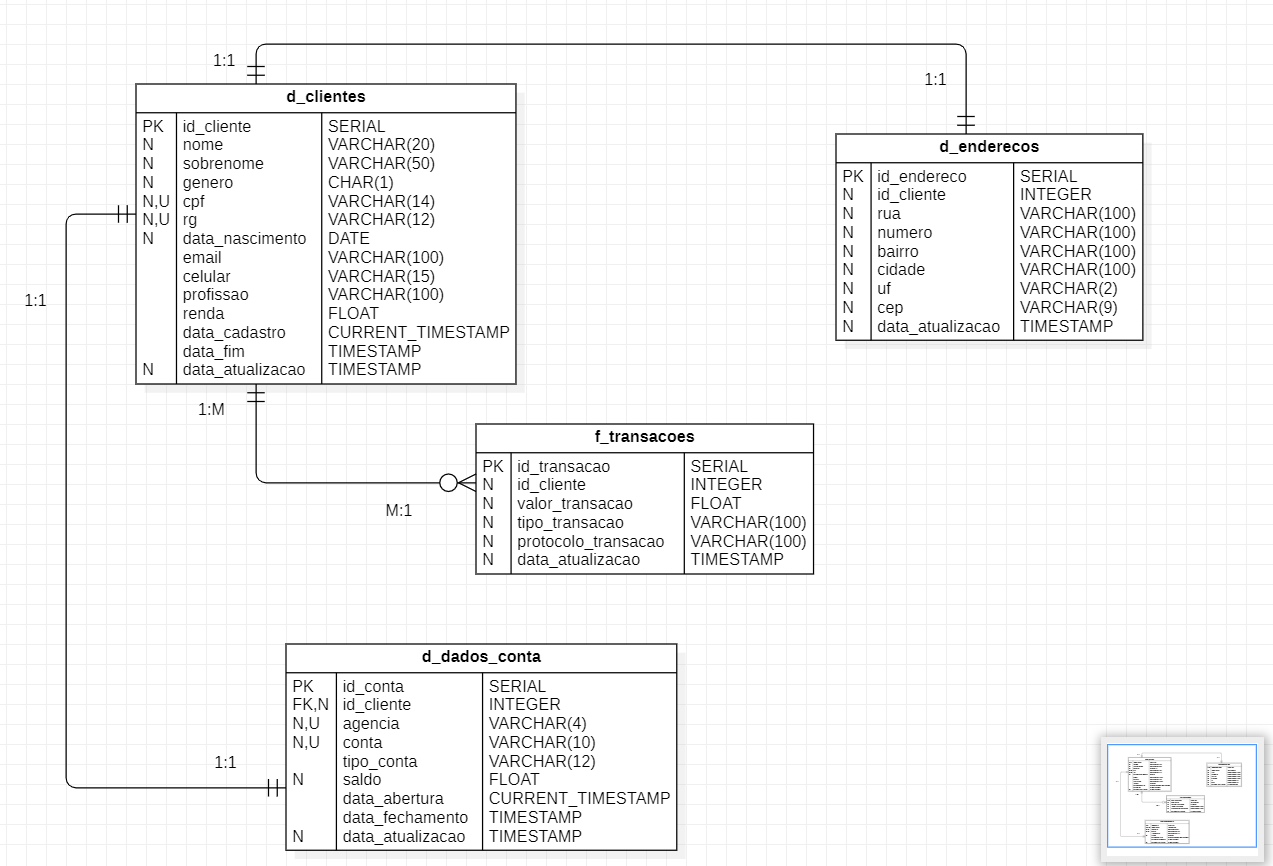 1:1
1:1
d_clientes
PK id_cliente SERIAL
N nome VARCHAR(20)
N sobrenome VARCHAR(50)
N genero CHAR(1)
N,U cpf VARCHAR(14)
N,U rg VARCHAR(12)
N data_nascimento DATE
email VARCHAR(100)
celular VARCHAR(15)
profissao VARCHAR(100)
renda FLOAT
data_cadastro CURRENT_TIMESTAMP
data_fim TIMESTAMP
N data_atualizacao TIMESTAMP
d_enderecos
PK id_endereco SERIAL
N id_cliente INTEGER
N rua VARCHAR(100)
N numero VARCHAR(100)
N bairro VARCHAR(100)
N cidade VARCHAR(100)
N uf VARCHAR(2)
N cep VARCHAR(9)
N data_atualizacao TIMESTAMP
1:1
1:M
M:1
f_transacoes
PK id_transacao SERIAL
N id_cliente INTEGER
N valor_transacao FLOAT
N tipo_transacao VARCHAR(100)
N protocolo_transacao VARCHAR(100)
N data_atualizacao TIMESTAMP
1:1
d_dados_conta
PK id_conta SERIAL
FK,N id_cliente INTEGER
N,U agencia VARCHAR(4)
N,U conta VARCHAR(10)
tipo_conta VARCHAR(12)
N saldo FLOAT
data_abertura CURRENT_TIMESTAMP
data_fechamento TIMESTAMP
N data_atualizacao TIMESTAMP